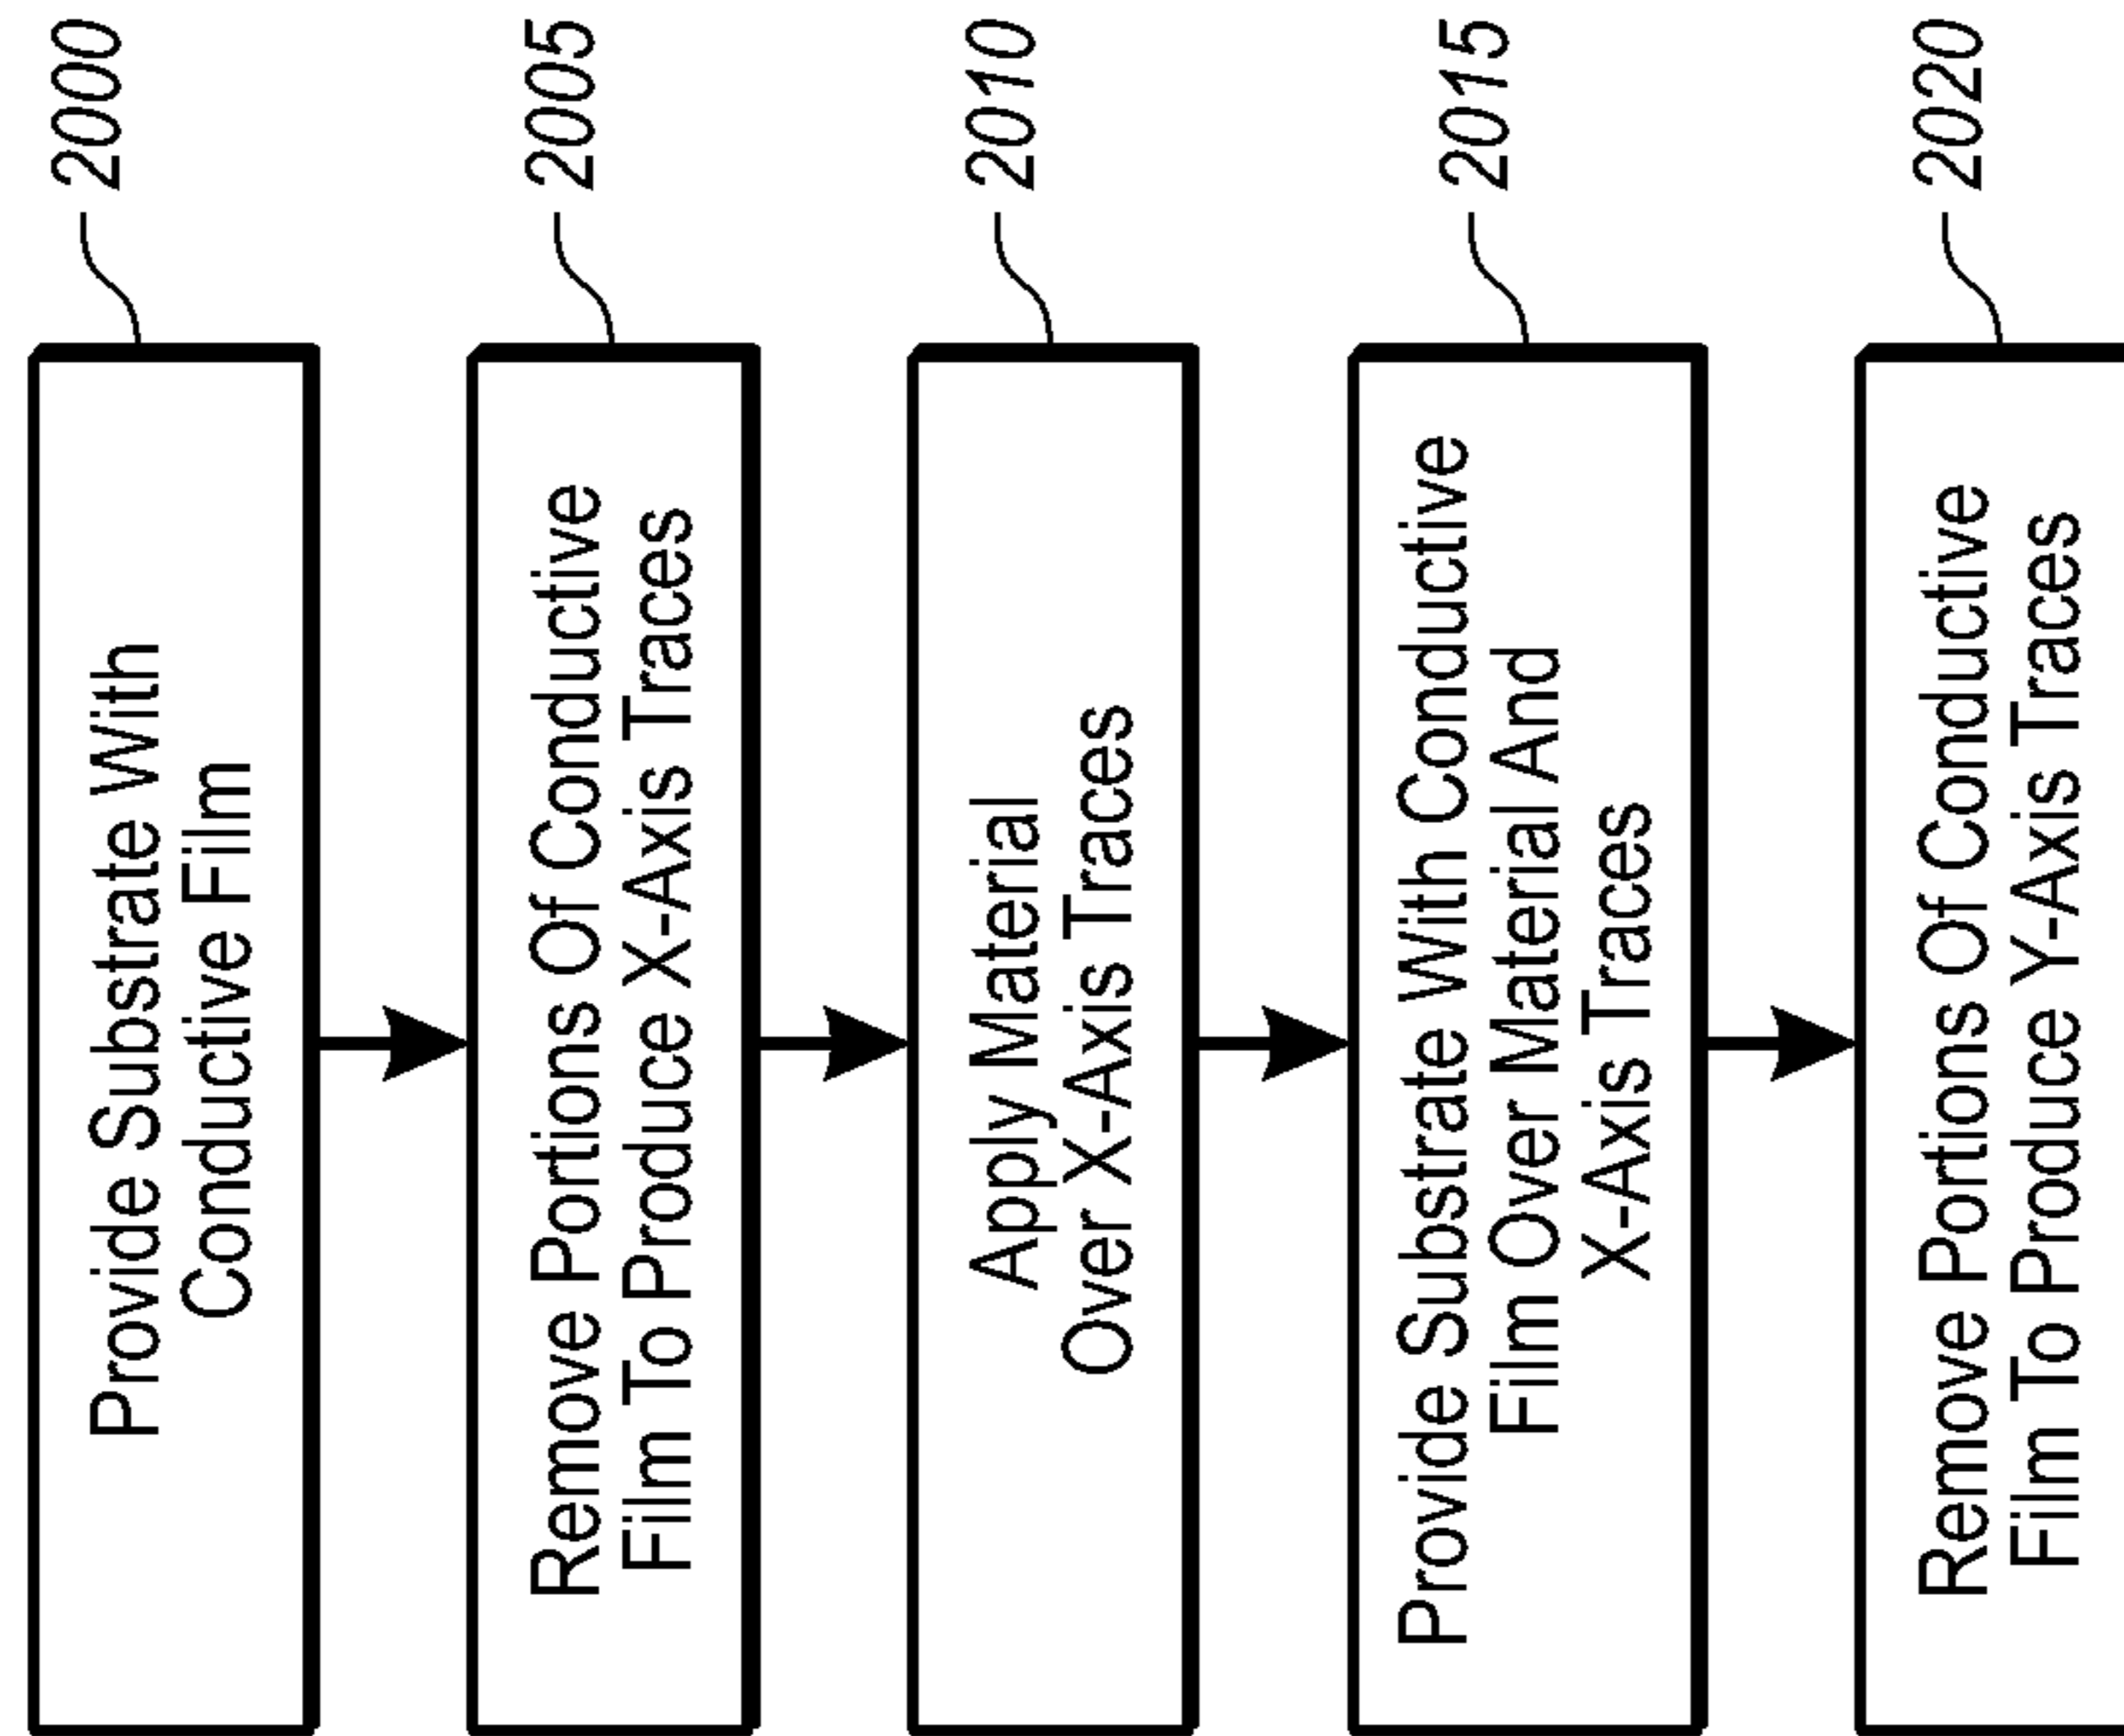 Provide Substrate With
Conductive Film
2000
Remove Portions Of Conductive
Film To Produce X-Axis Traces
2005
Apply Material
Over X-Axis Traces
2010
Provide Substrate With Conductive
Film Over Material And
X-Axis Traces
2015
Remove Portions Of Conductive
Film To Produce Y-Axis Traces
2020